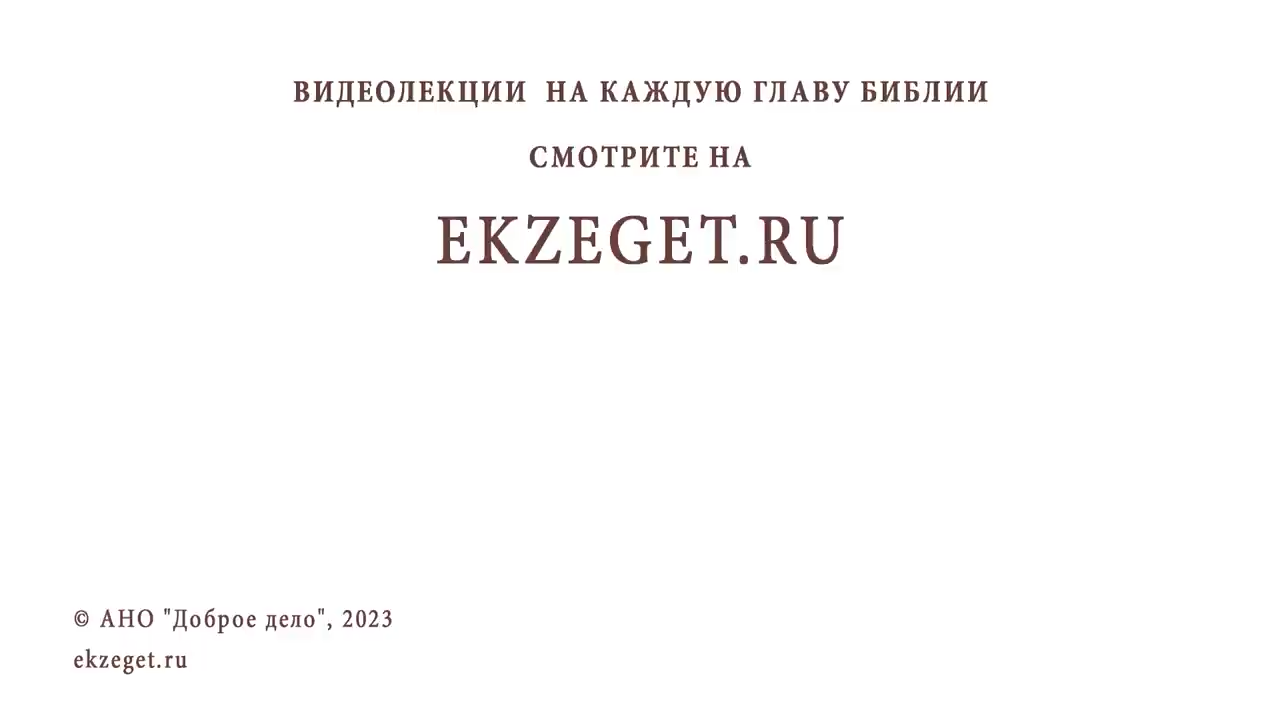 ВИДЕОЛЕКЦИИ НА КАЖДУЮ ГЛАВУ БИБЛИИ
СМОТРИТЕ НА
EKZEGET.RU
© АНО "Доброе дело", 2023
ekzeget.ru